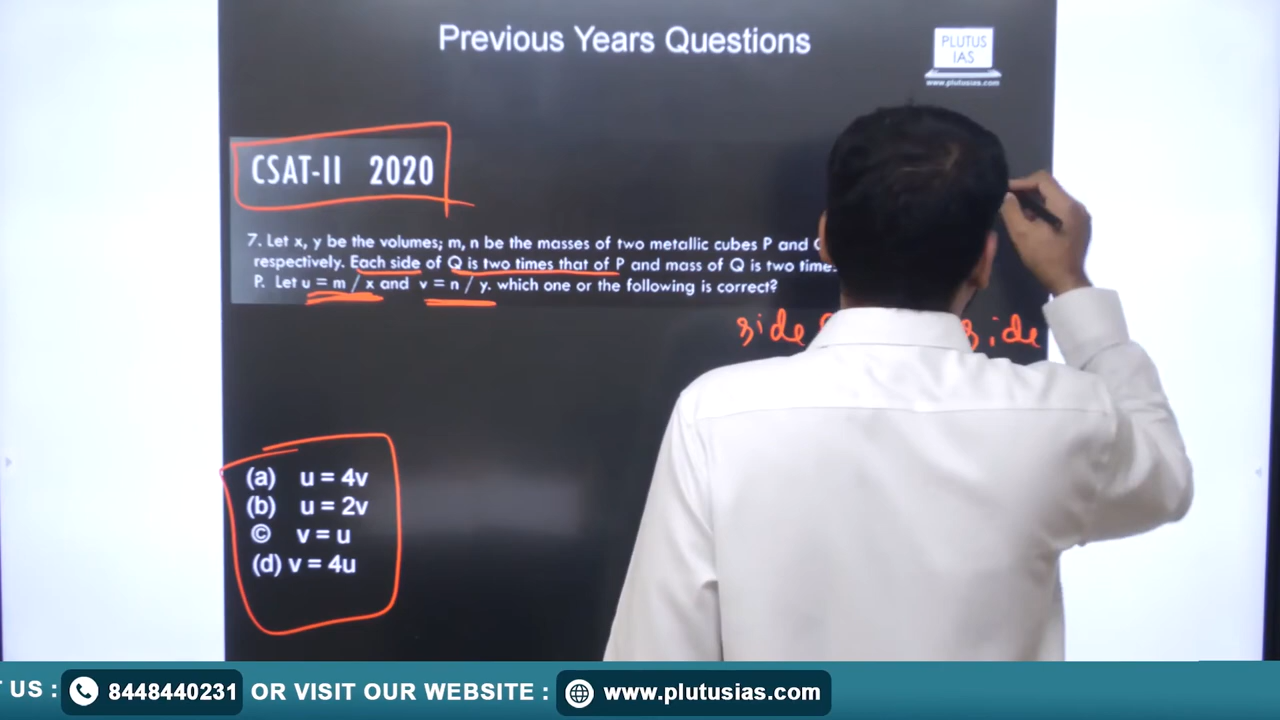 Previous Years Questions
PLUTUS
IAS
www.plutusias.com
CSAT-II 2020
7. Let x, y be the volumes; m, n be the masses of two metallic cubes P and
respectively. Each side of Q is two times that of P and mass of Q is two
P. Let u = m / x and v = n / y. which one or the following is correct?
side side
(a) u = 4v
(b) u = 2v
© v = u
(d) v = 4u
US : 8448440231 OR VISIT OUR WEBSITE : www.plutusias.com